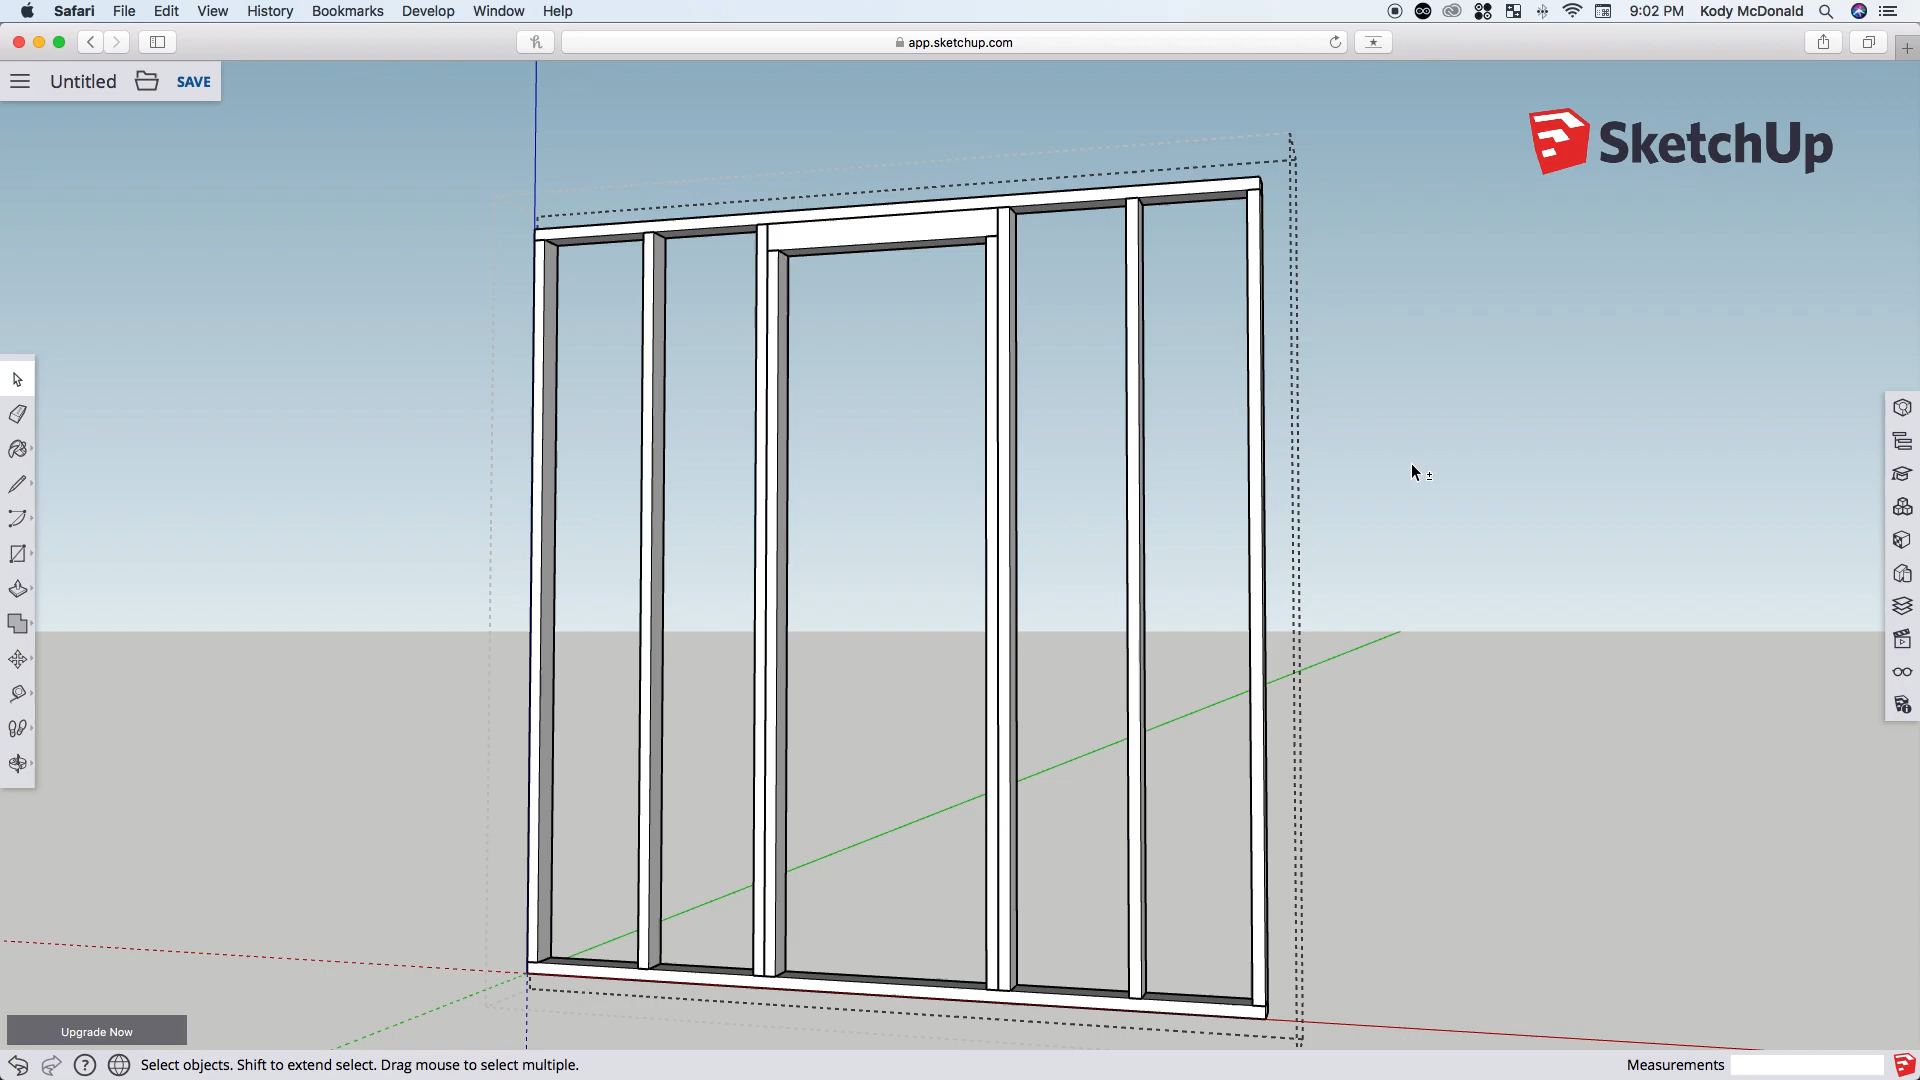 Safari File Edit View History Bookmarks Develop Window Help 9:02 PM Kody McDonald
app.sketchup.com
Untitled SAVE
SketchUp
Upgrade Now
Select objects. Shift to extend select. Drag mouse to select multiple. Measurements